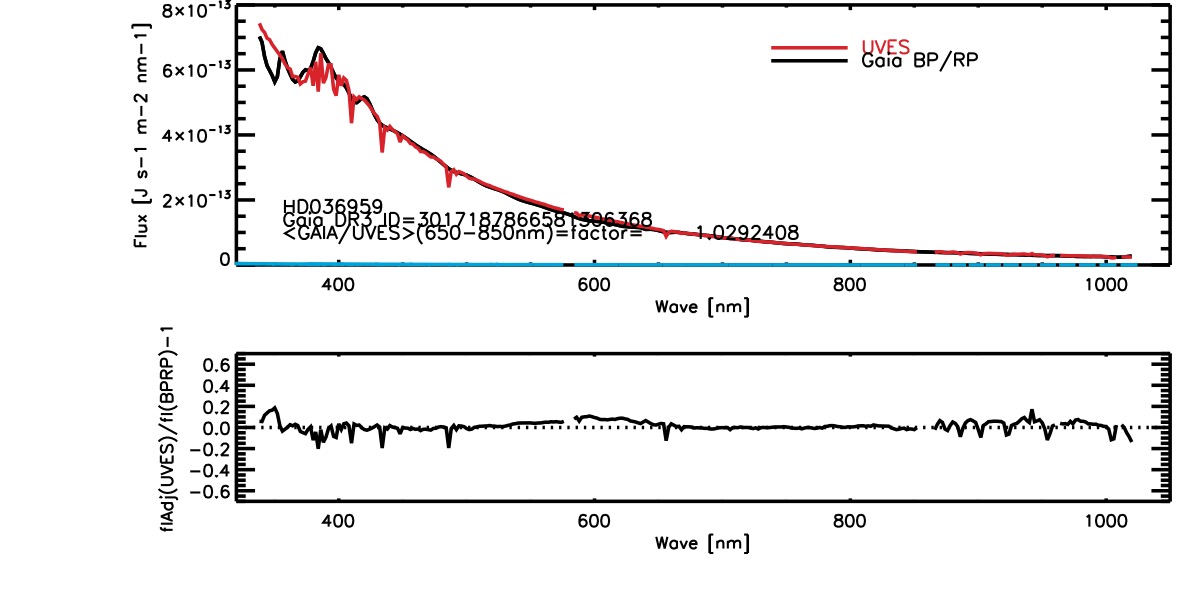 8×10−13
6×10−13
4×10−13
2×10−13
0
Flux [J s−1 m−2 nm−1]
UVES
Gaia BP/RP
HD036959
Gaia DR3 ID=3017187866581306368
<GAIA/UVES>(650−850nm)=factor= 1.0292408
400 600 800 1000
Wave [nm]
flAdj(UVES)/fl(BPRP)−1
0.6
0.4
0.2
0.0
−0.2
−0.4
−0.6
400 600 800 1000
Wave [nm]